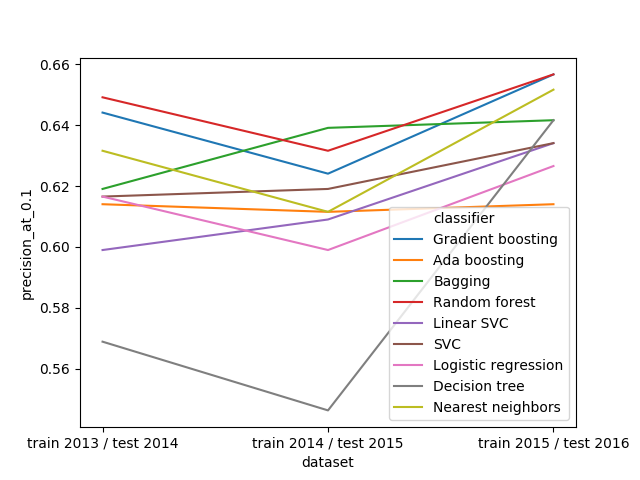 0.66
0.64
0.62
0.60
0.58
0.56
precision_at_0.1
train 2013 / test 2014
train 2014 / test 2015
train 2015 / test 2016
dataset
classifier
Gradient boosting
Ada boosting
Bagging
Random forest
Linear SVC
SVC
Logistic regression
Decision tree
Nearest neighbors